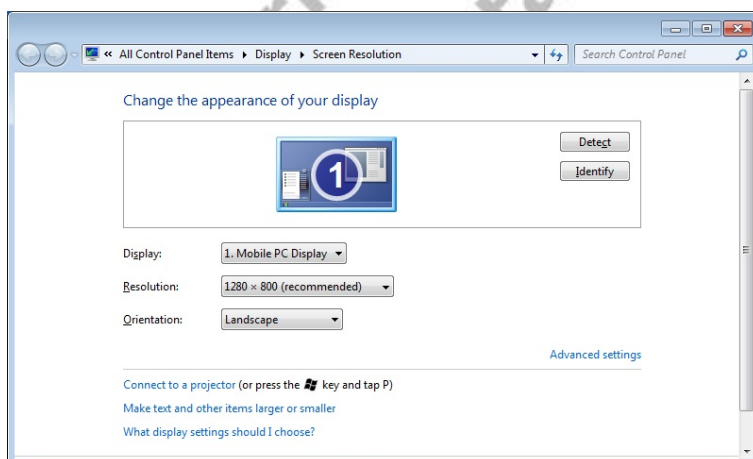 « All Control Panel Items ▸ Display ▸ Screen Resolution
Search Control Panel
Change the appearance of your display
1
Detect
Identify
Display: 1. Mobile PC Display
Resolution: 1280 × 800 (recommended)
Orientation: Landscape
Advanced settings
Connect to a projector (or press the key and tap P)
Make text and other items larger or smaller
What display settings should I choose?